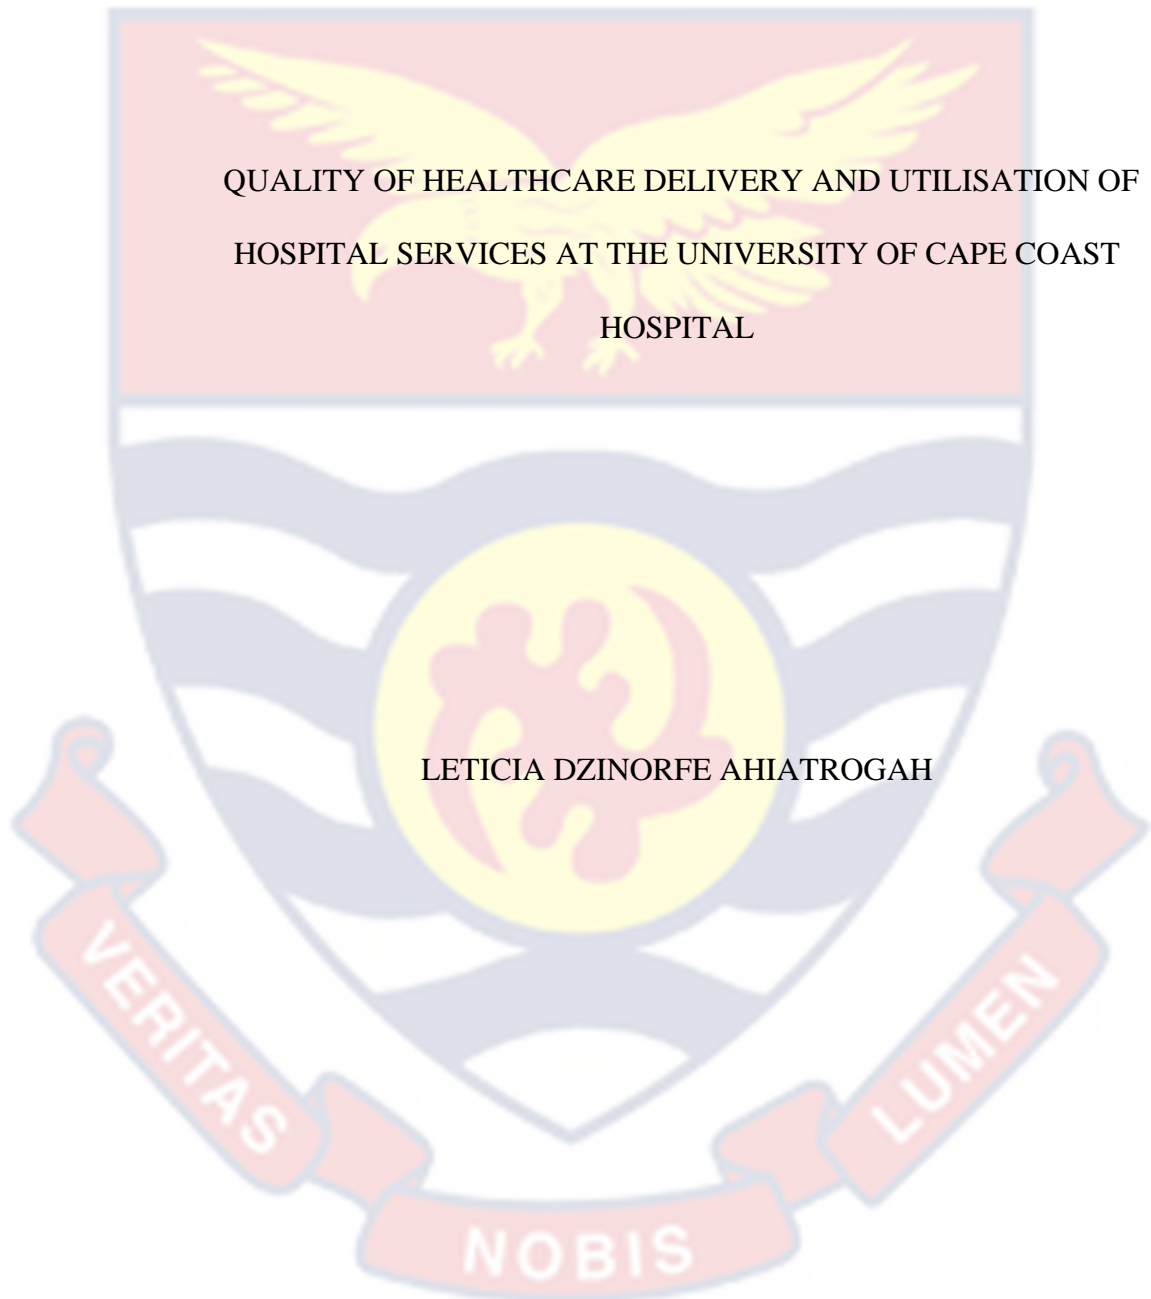 QUALITY OF HEALTHCARE DELIVERY AND UTILISATION OF
HOSPITAL SERVICES AT THE UNIVERSITY OF CAPE COAST
HOSPITAL
LETICIA DZINORFE AHIATROGAH
VERITAS
NOBIS
LUMEN